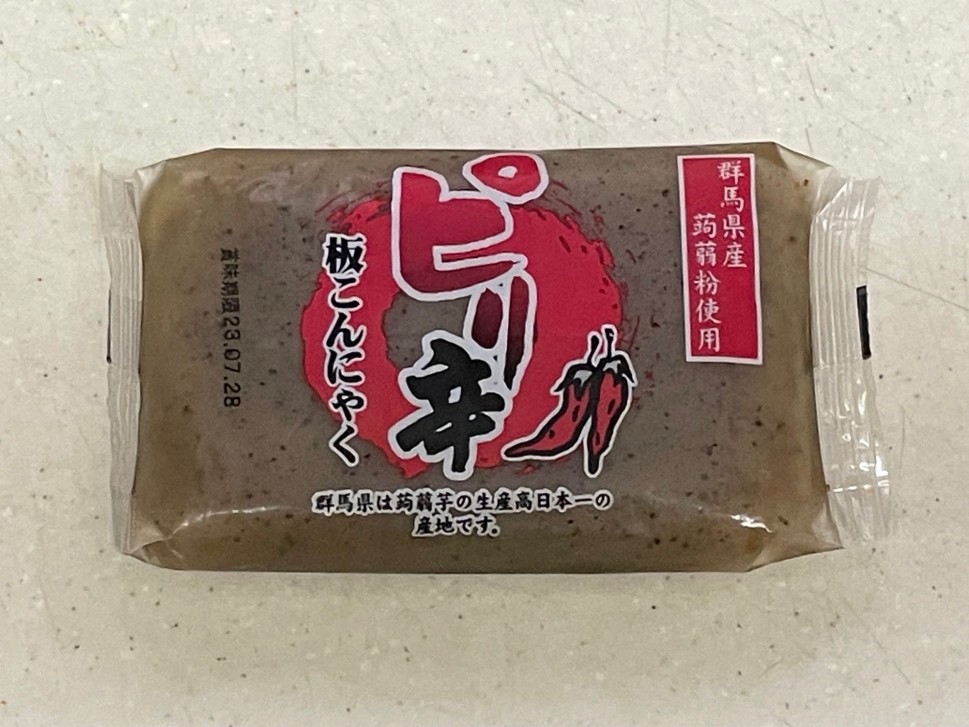 群馬県産
蒟蒻粉使用
ピリ辛
板こんにゃく
賞味期限23.07.28
群馬県は蒟蒻芋の生産高日本一の
産地です。